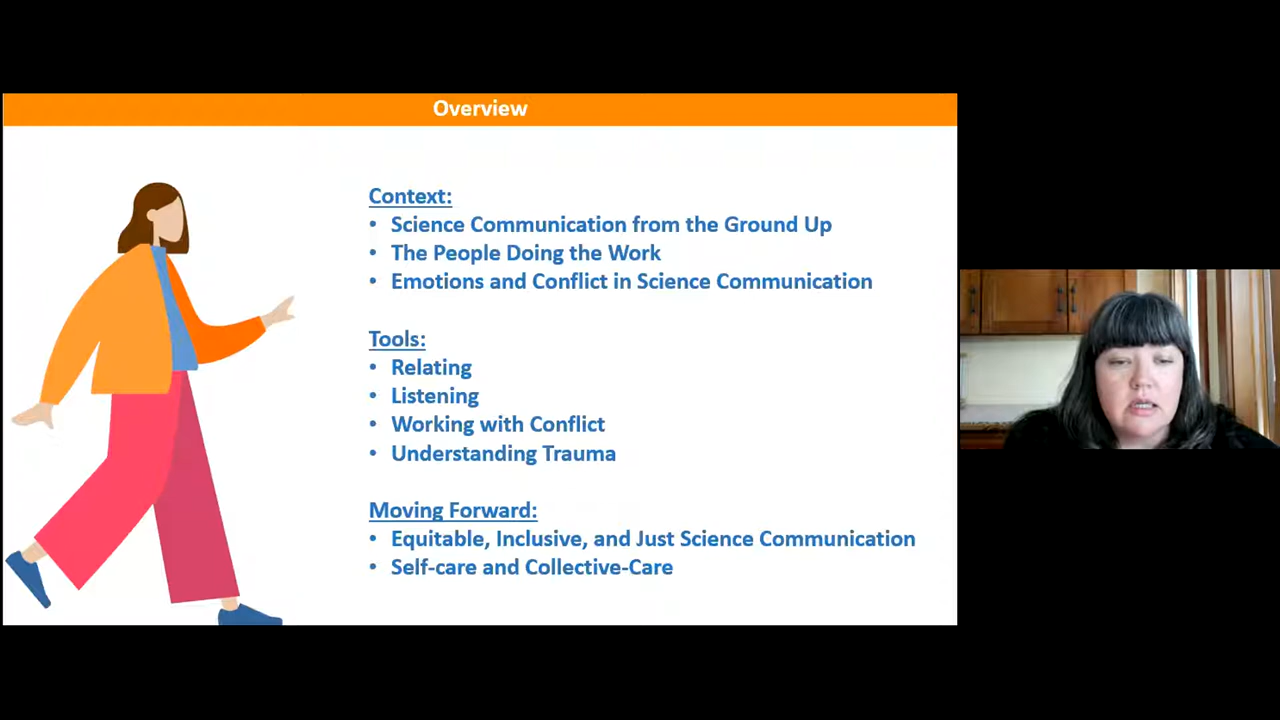 Overview
Context:
• Science Communication from the Ground Up
• The People Doing the Work
• Emotions and Conflict in Science Communication
Tools:
• Relating
• Listening
• Working with Conflict
• Understanding Trauma
Moving Forward:
• Equitable, Inclusive, and Just Science Communication
• Self-care and Collective-Care